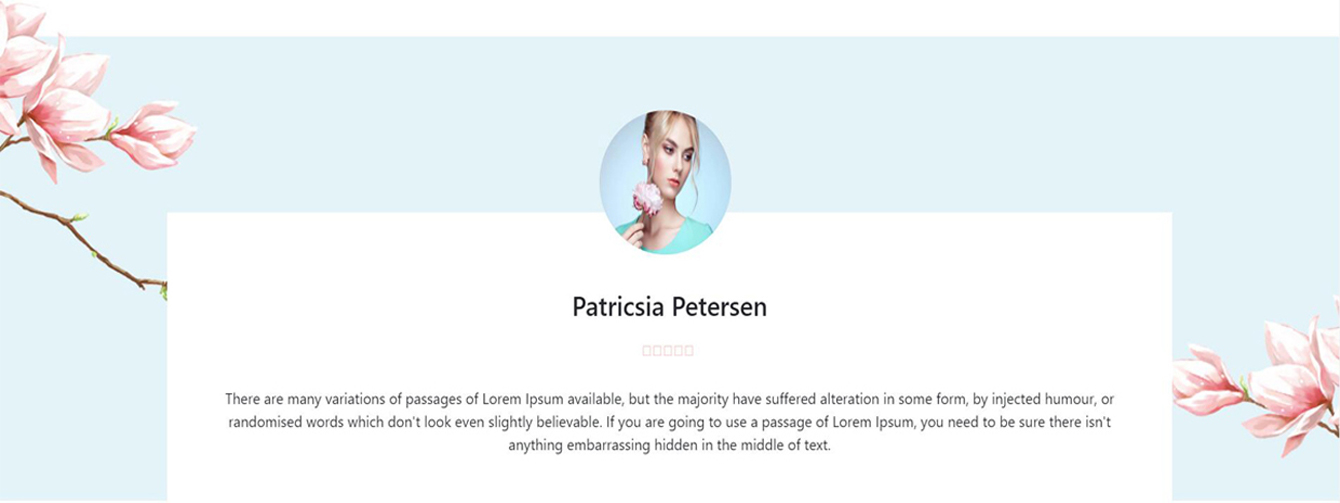 Patricsia Petersen
There are many variations of passages of Lorem Ipsum available, but the majority have suffered alteration in some form, by injected humour, or
randomised words which don't look even slightly believable. If you are going to use a passage of Lorem Ipsum, you need to be sure there isn't
anything embarrassing hidden in the middle of text.